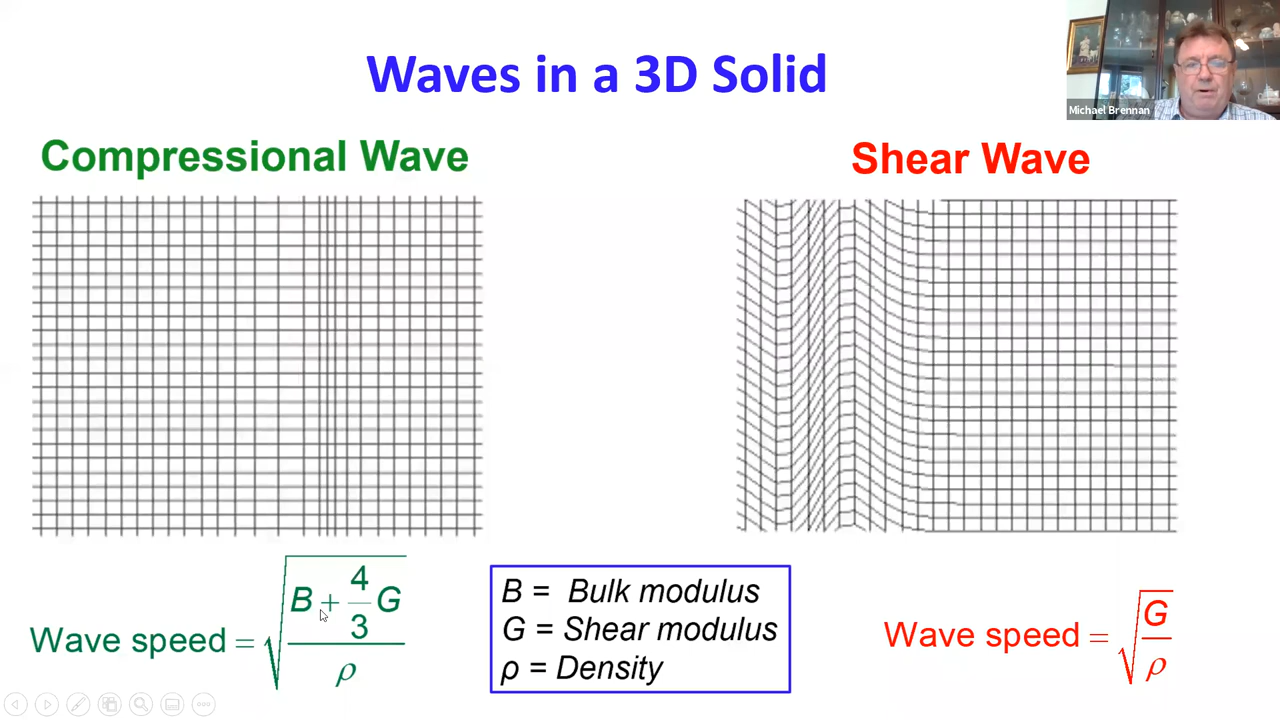 Waves in a 3D Solid
Michael Brennan
Compressional Wave
Shear Wave
Wave speed = √((B + 4/3 G)/ρ)
B = Bulk modulus
G = Shear modulus
ρ = Density
Wave speed = √(G/ρ)